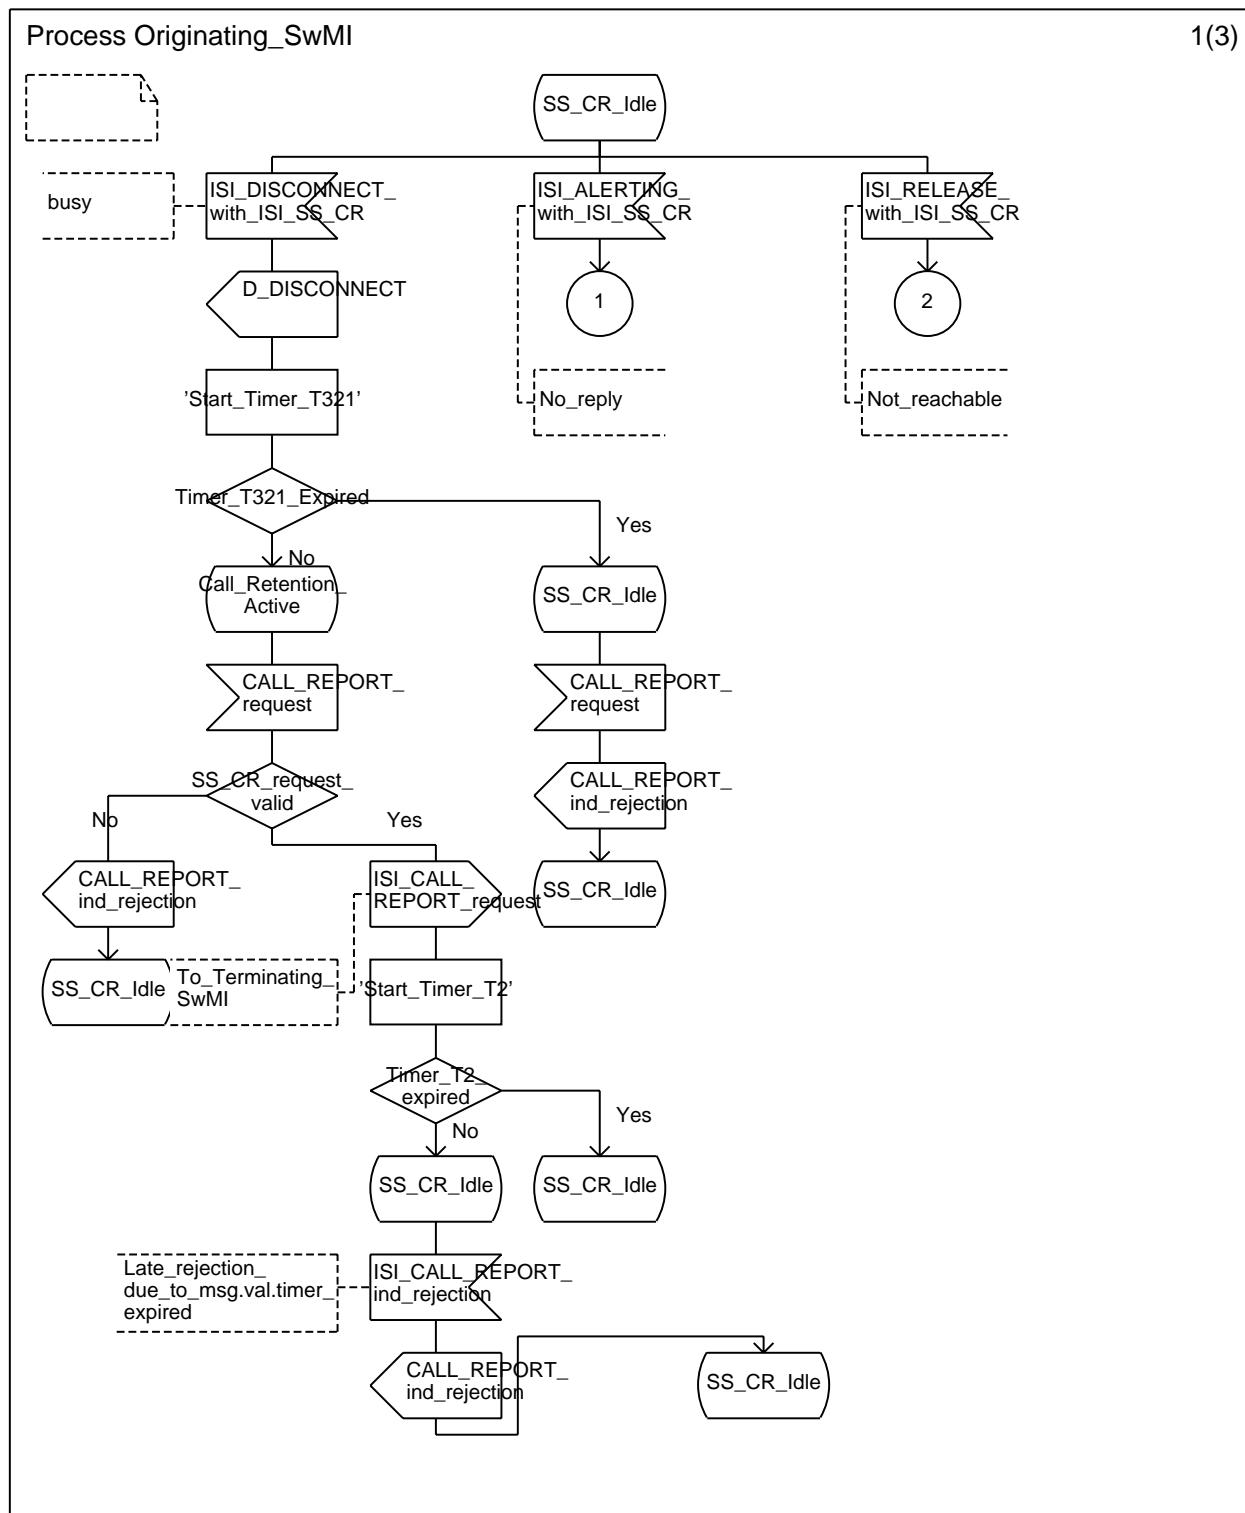 Process Originating_SwMI
1(3)
SS_CR_Idle
busy
ISI_DISCONNECT_
with_ISI_SS_CR
ISI_ALERTING_
with_ISI_SS_CR
ISI_RELEASE_
with_ISI_SS_CR
D_DISCONNECT
1
2
'Start_Timer_T321'
No_reply
Not_reachable
Timer_T321_Expired
Yes
No
Call_Retention_
Active
SS_CR_Idle
CALL_REPORT_
request
CALL_REPORT_
request
SS_CR_request_
valid
CALL_REPORT_
ind_rejection
No
Yes
CALL_REPORT_
ind_rejection
ISI_CALL_
REPORT_request
SS_CR_Idle
SS_CR_Idle
To_Terminating_
SwMI
'Start_Timer_T2'
Timer_T2_
expired
Yes
No
SS_CR_Idle
SS_CR_Idle
Late_rejection_
due_to_msg.val.timer_
expired
ISI_CALL_REPORT_
ind_rejection
CALL_REPORT_
ind_rejection
SS_CR_Idle